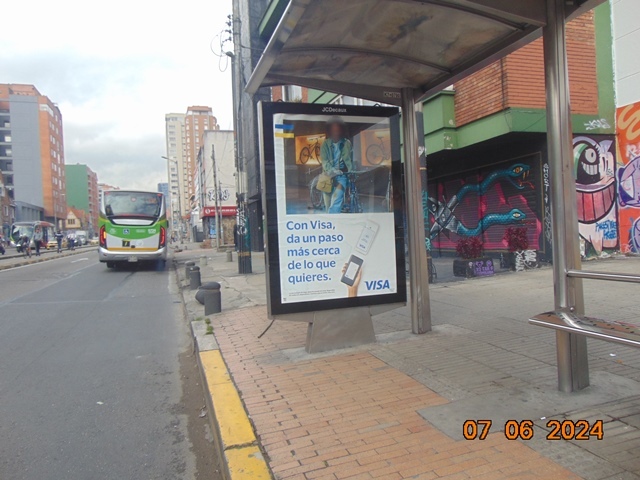 JCDecaux
Con Visa,
da un paso
más cerca
de lo que
quieres.
VISA
07 06 2024